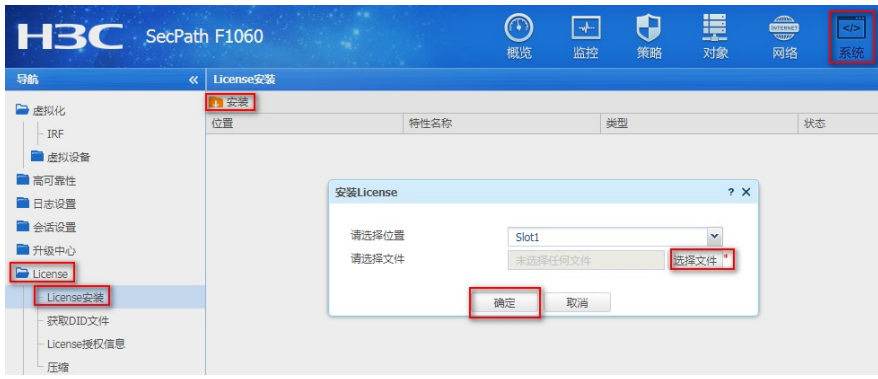 H3C SecPath F1060
概览 监控 策略 对象 网络 系统
INTERNET
</>
导航 « License安装
安装
位置 特性名称 类型 状态
虚拟化
IRF
虚拟设备
高可靠性
日志设置
会话设置
升级中心
License
License安装
获取DID文件
License授权信息
压缩
安装License ? X
请选择位置 Slot1
请选择文件 未选择任何文件 选择文件 *
确定 取消